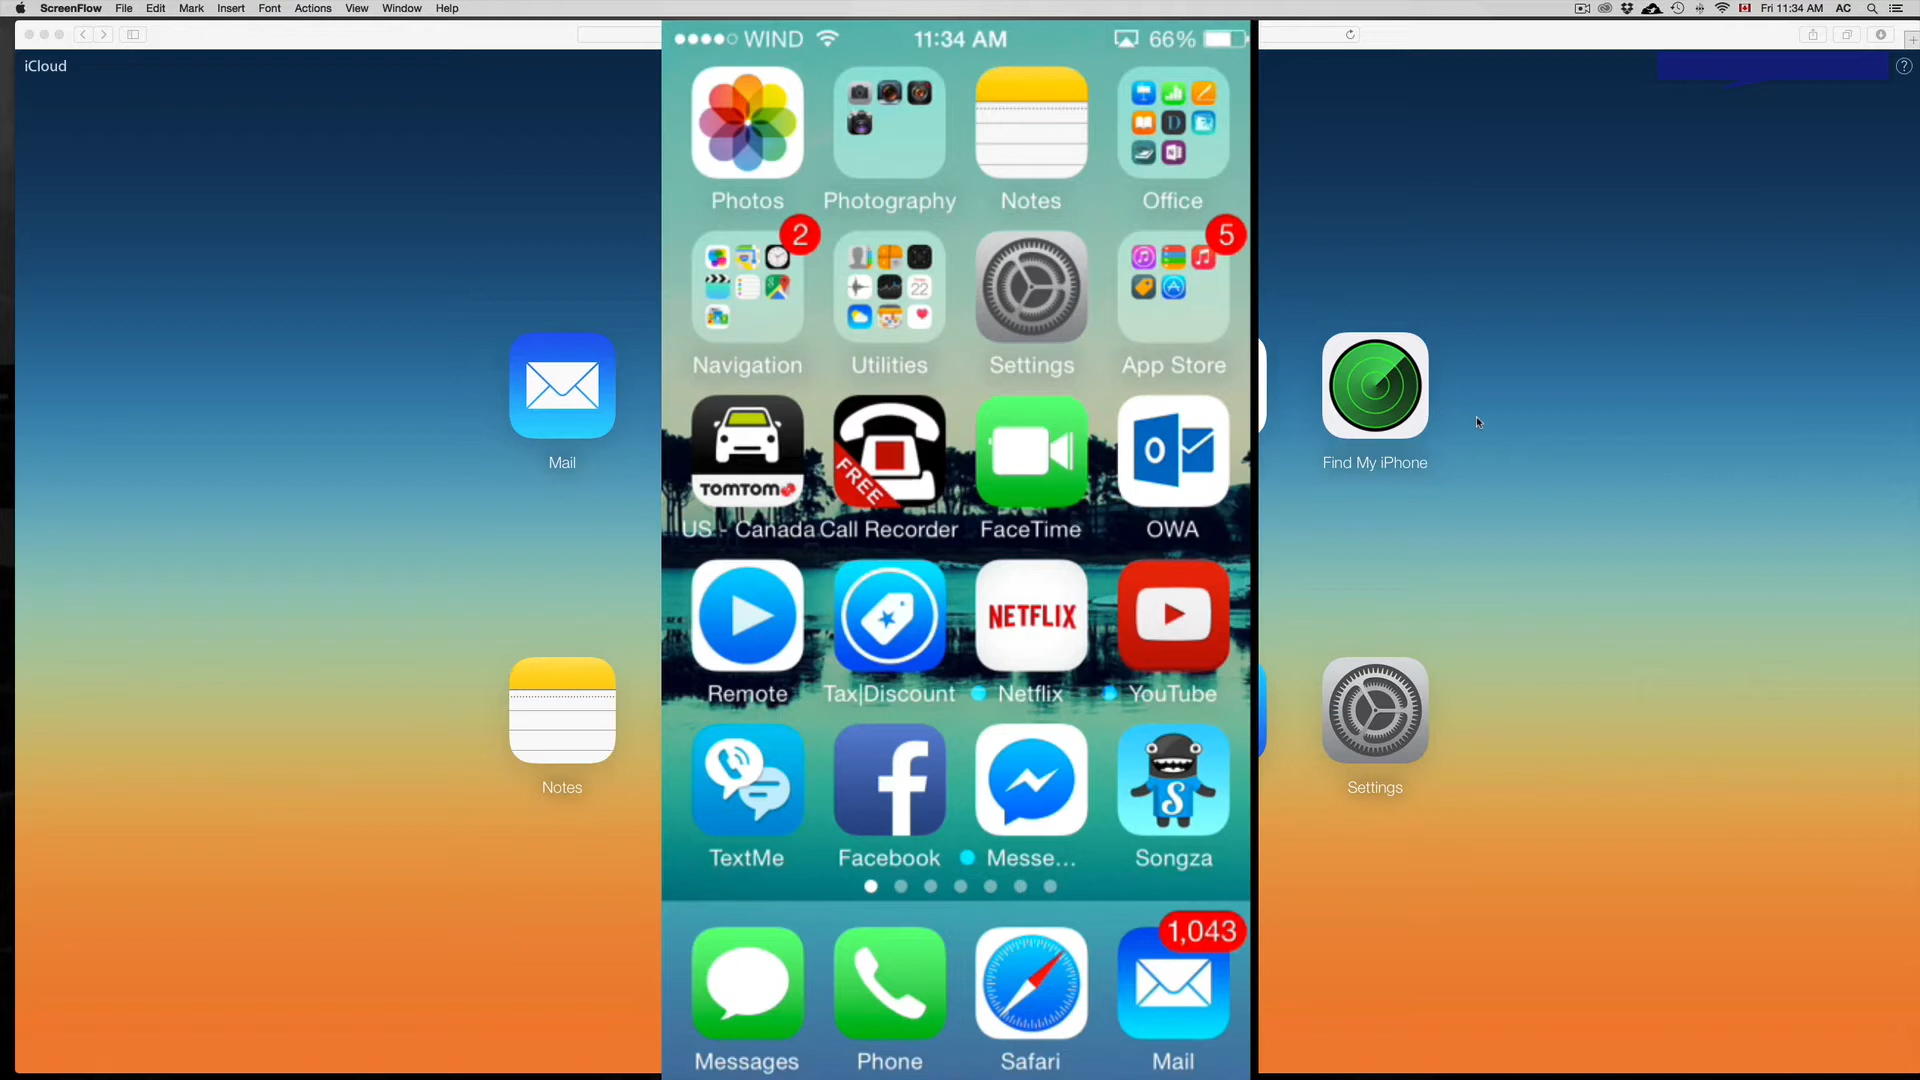 ScreenFlow File Edit Mark Insert Font Actions View Window Help
Fri 11:34 AM AC
iCloud
?
WIND 11:34 AM 66%
Photos Photography Notes Office
2 5
22
Navigation Utilities Settings App Store
Mail
Find My iPhone
TOMTOM
FREE
US - Canada Call Recorder FaceTime OWA
NETFLIX
Remote Tax|Discount Netflix YouTube
Notes
Settings
TextMe Facebook Messe... Songza
1,043
Messages Phone Safari Mail